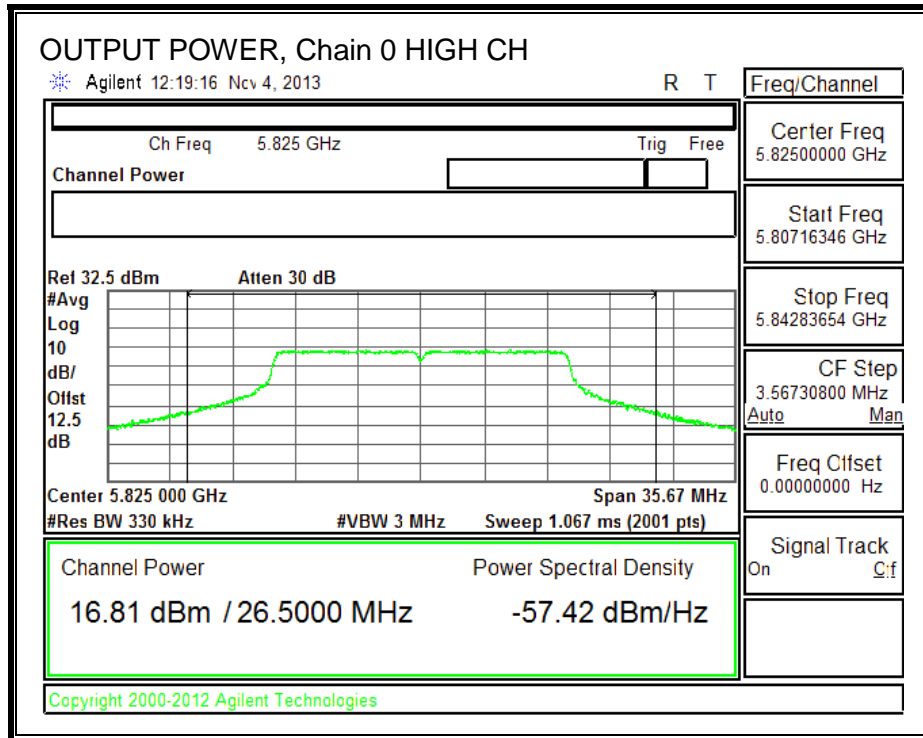 OUTPUT POWER, Chain 0 HIGH CH
Agilent 12:19:16 Nov 4, 2013 R T
Freq/Channel
Ch Freq 5.825 GHz Trig Free
Channel Power
Center Freq
5.82500000 GHz
Start Freq
5.80716346 GHz
Stop Freq
5.84283654 GHz
CF Step
3.56730800 MHz
Auto Man
Freq Offset
0.00000000 Hz
Signal Track
On Off
Ref 32.5 dBm Atten 30 dB
#Avg
Log
10
dB/
Offst
12.5
dB
Center 5.825 000 GHz Span 35.67 MHz
#Res BW 330 kHz #VBW 3 MHz Sweep 1.067 ms (2001 pts)
Channel Power Power Spectral Density
16.81 dBm / 26.5000 MHz -57.42 dBm/Hz
Copyright 2000-2012 Agilent Technologies